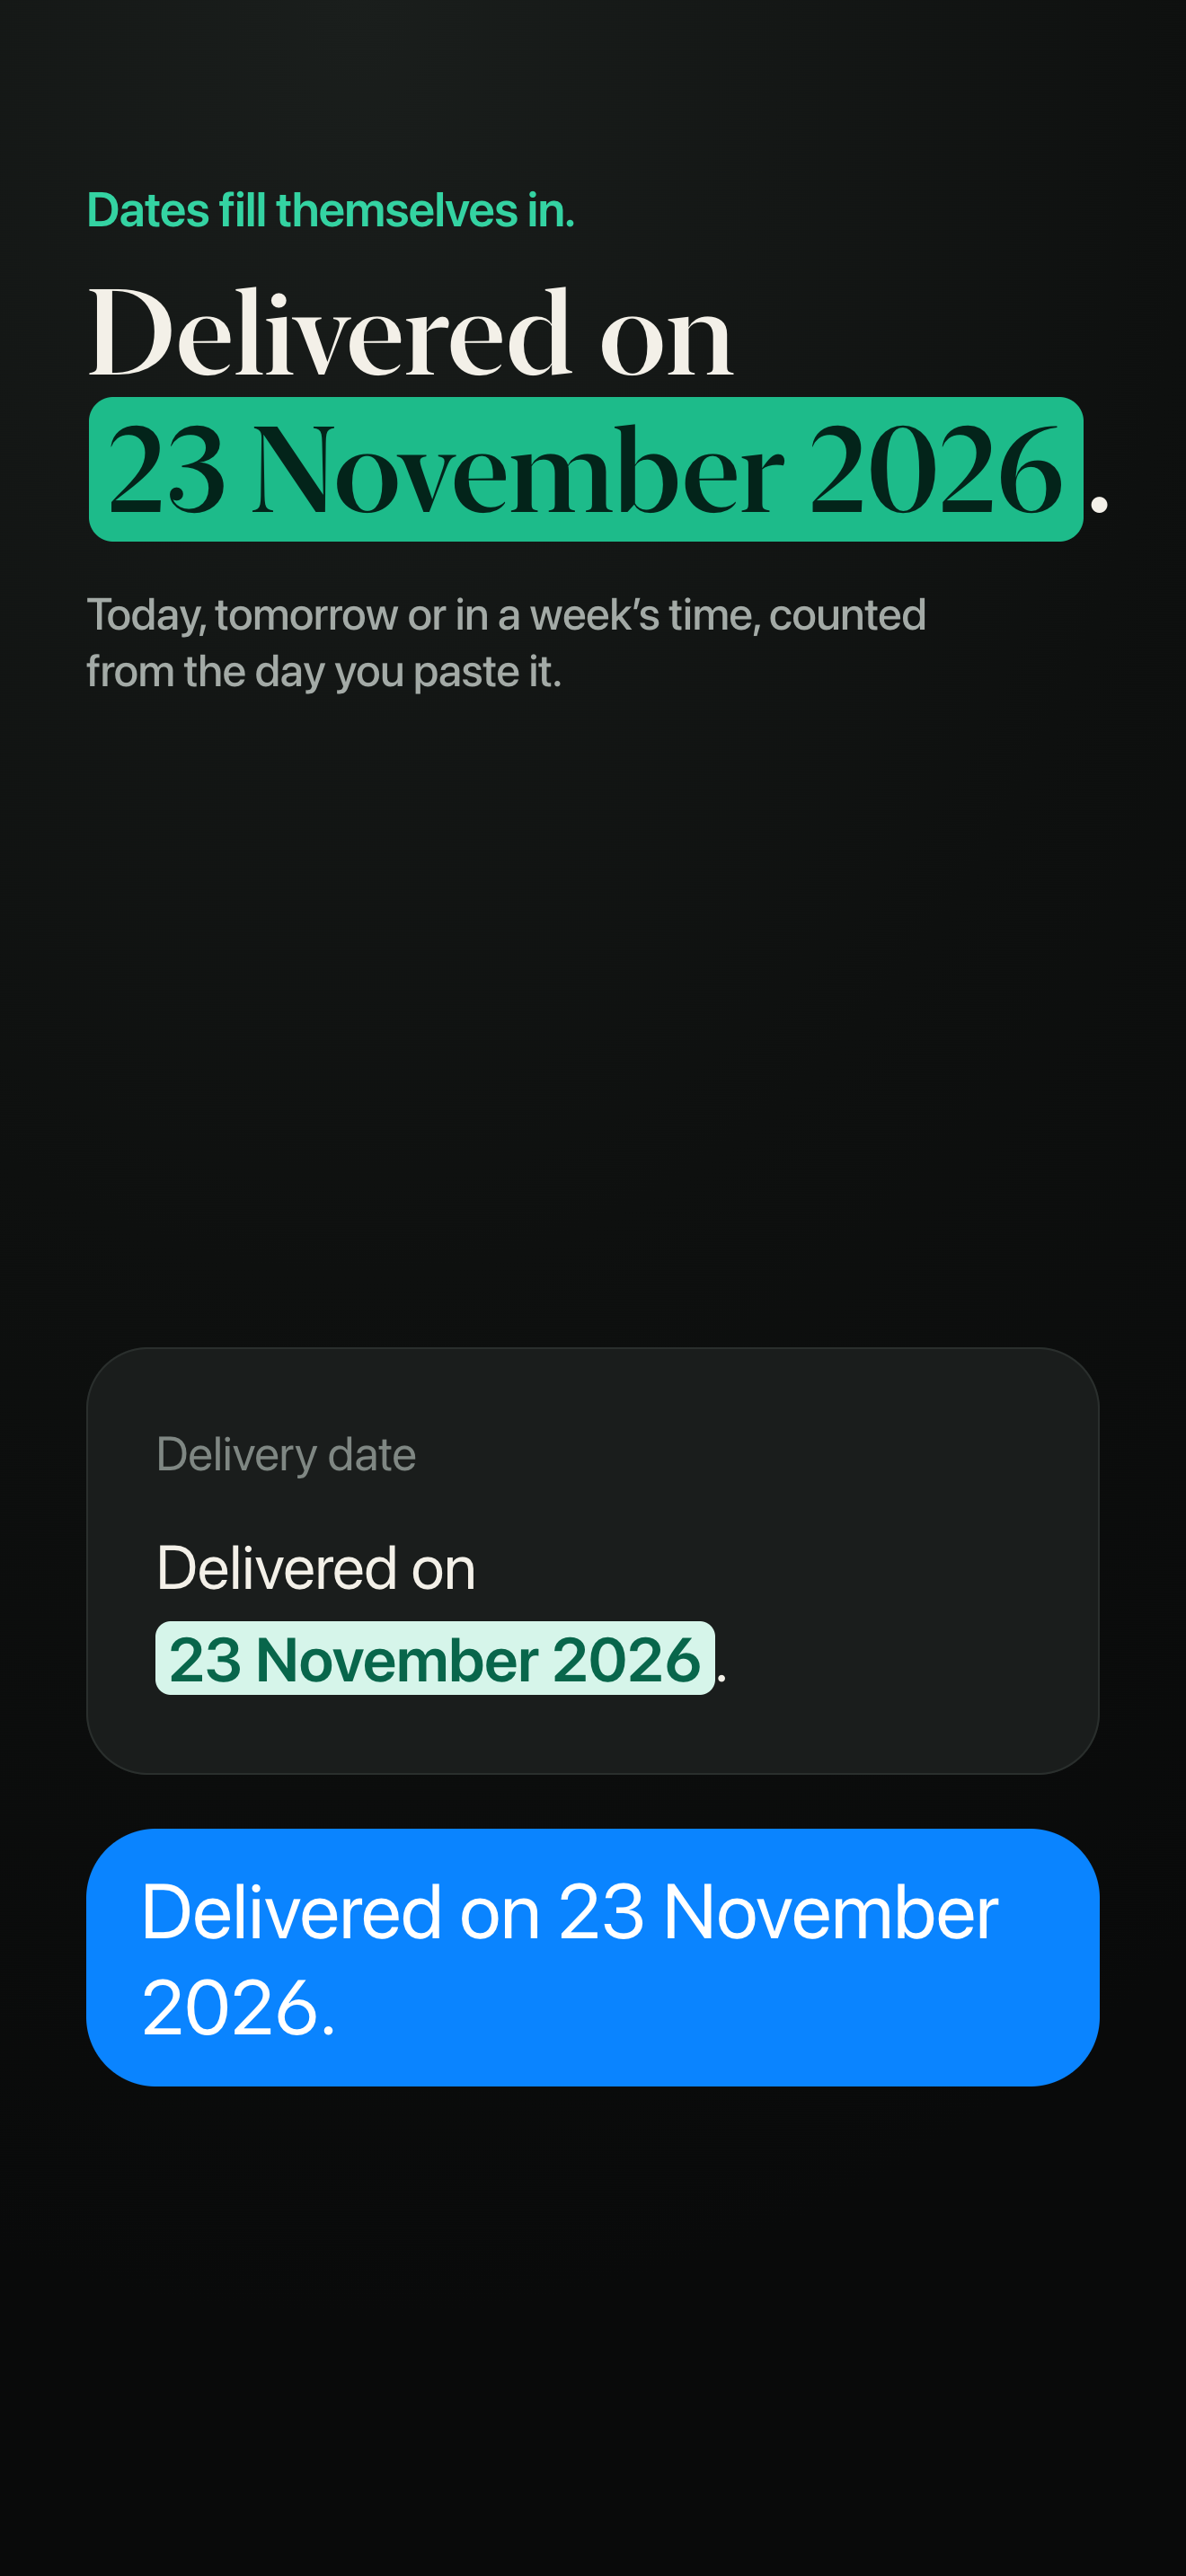 Dates fill themselves in.
Delivered on
23 November 2026.
Today, tomorrow or in a week’s time, counted
from the day you paste it.
Delivery date
Delivered on
23 November 2026.
Delivered on 23 November
2026.